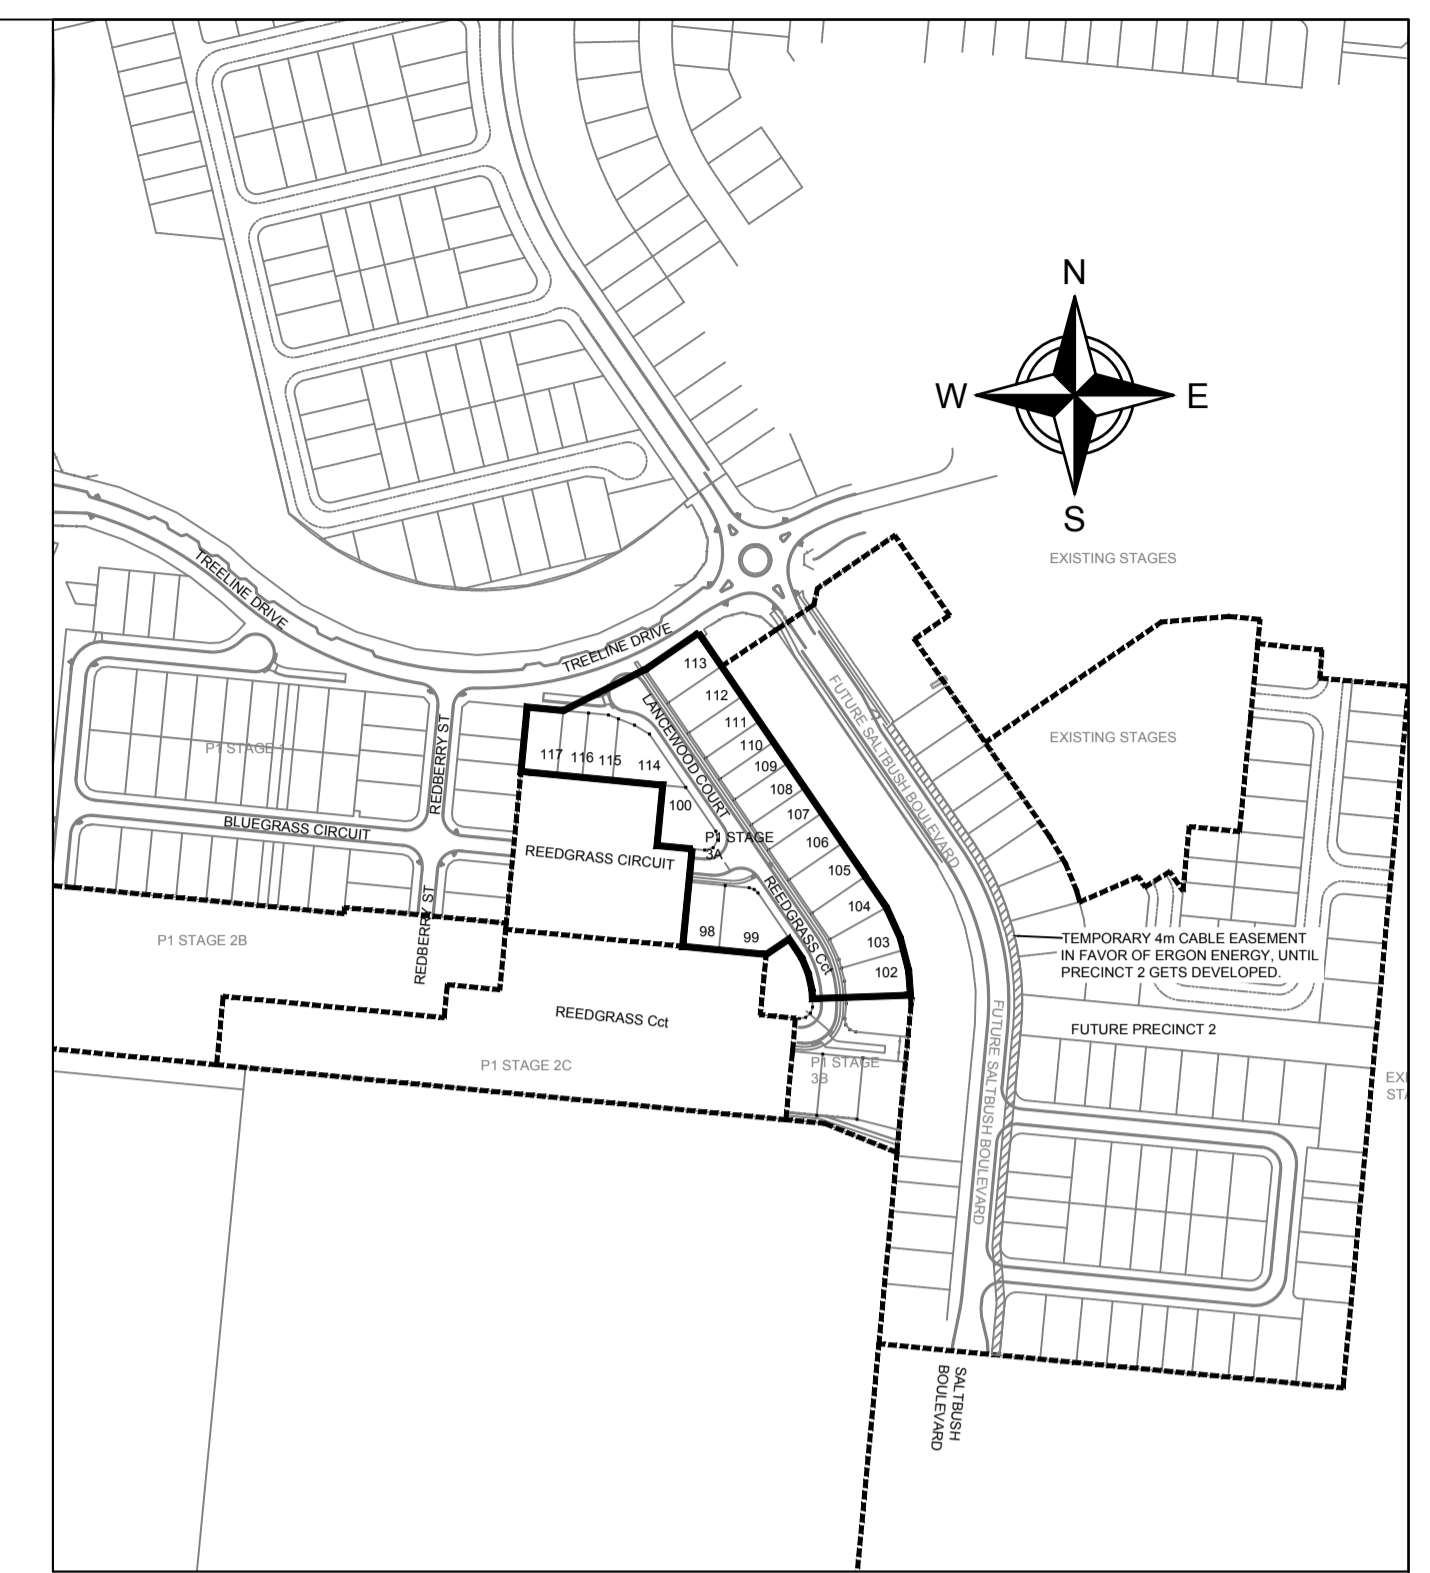 N
W
E
S
EXISTING STAGES
TREELINE DRIVE
TREELINE DRIVE
113
112
111
110
109
108
107
106
105
104
103
102
LANCEWOOD COURT
FUTURE SALTBUSH BOULEVARD
EXISTING STAGES
P1 STAGE 1
REDBERRY ST
117
116
115
114
100
P1 STAGE
3A
BLUEGRASS CIRCUIT
REEDGRASS CIRCUIT
REEDGRASS Cct
98
99
REDBERRY ST
P1 STAGE 2B
TEMPORARY 4m CABLE EASEMENT
IN FAVOR OF ERGON ENERGY, UNTIL
PRECINCT 2 GETS DEVELOPED.
REEDGRASS Cct
FUTURE PRECINCT 2
P1 STAGE 2C
P1 STAGE
3B
FUTURE SALTBUSH BOULEVARD
EXI
STA
SALTBUSH
BOULEVARD